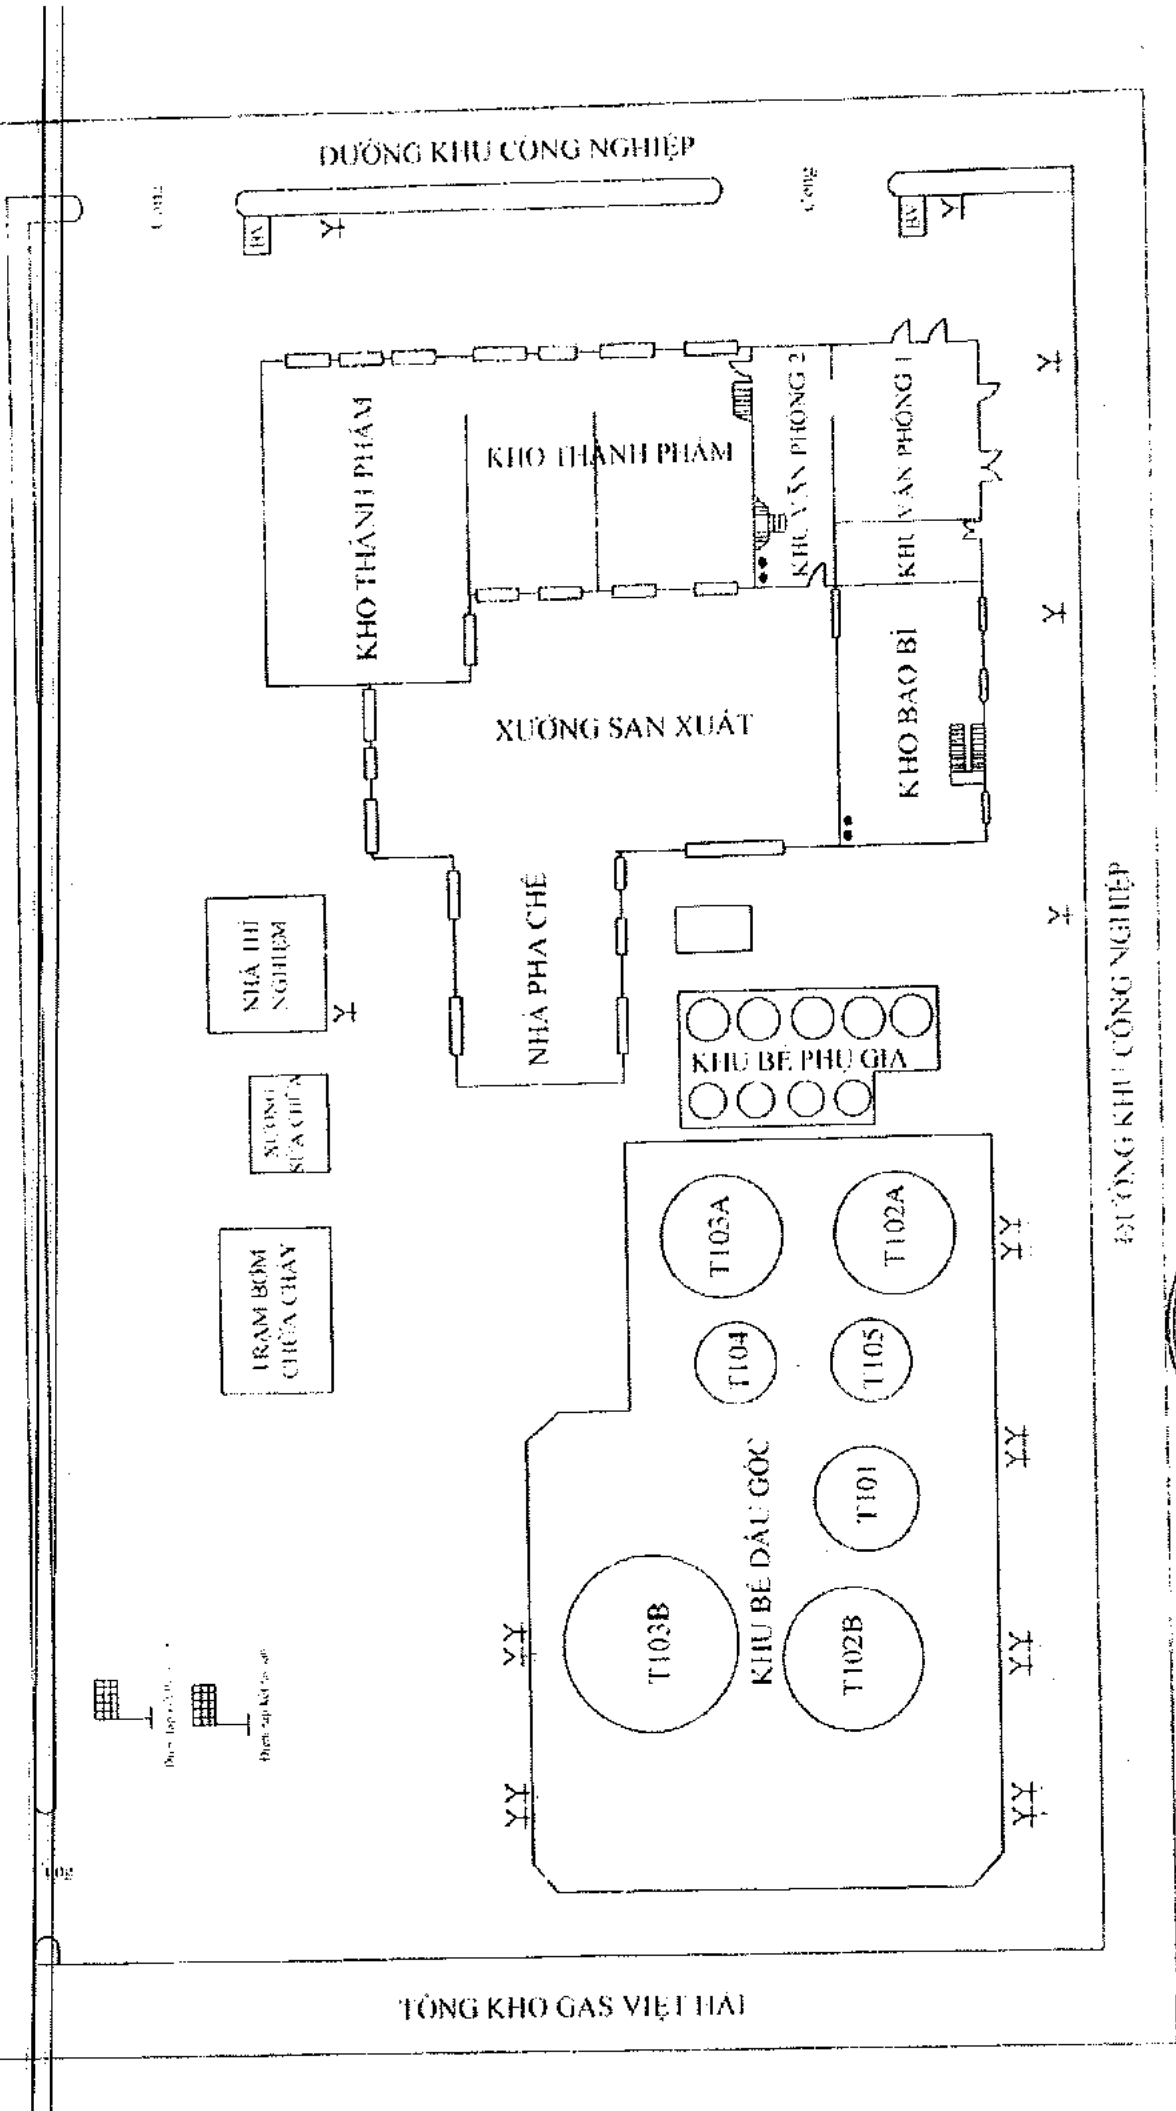 ĐƯỜNG KHU CÔNG NGHIỆP
Cổng
BV
BV
KHO THÀNH PHẨM
KHO THÀNH PHẨM
KHU VĂN PHÒNG 2
KHU VĂN PHÒNG 1
XƯỞNG SẢN XUẤT
KHO BAO BÌ
NHÀ THÍ
NGHIỆM
NHÀ PHA CHẾ
KHU BỂ PHỤ GIA
XƯỞNG
SỬA CHỮA
TRẠM BƠM
CHỮA CHÁY
T103A
T102A
T104
T105
T101
KHU BỂ DẦU GỐC
T103B
T102B
ĐƯỜNG KHU CÔNG NGHIỆP
TỔNG KHO GAS VIỆT HẢI